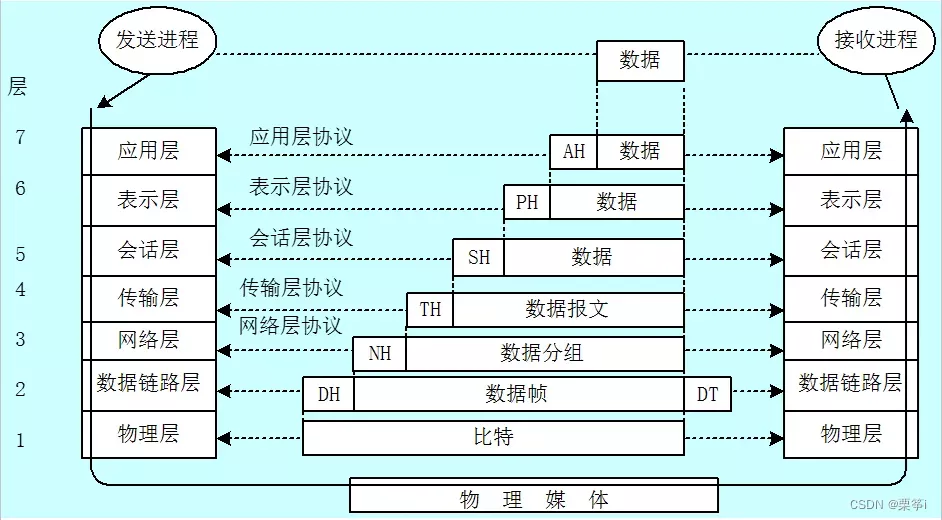 发送进程 数据 接收进程
层
7 应用层 应用层协议 AH 数据 应用层
6 表示层 表示层协议 PH 数据 表示层
5 会话层 会话层协议 SH 数据 会话层
4 传输层 传输层协议 TH 数据报文 传输层
3 网络层 网络层协议 NH 数据分组 网络层
2 数据链路层 DH 数据帧 DT 数据链路层
1 物理层 比特 物理层
物 理 媒 体
CSDN @栗筝i